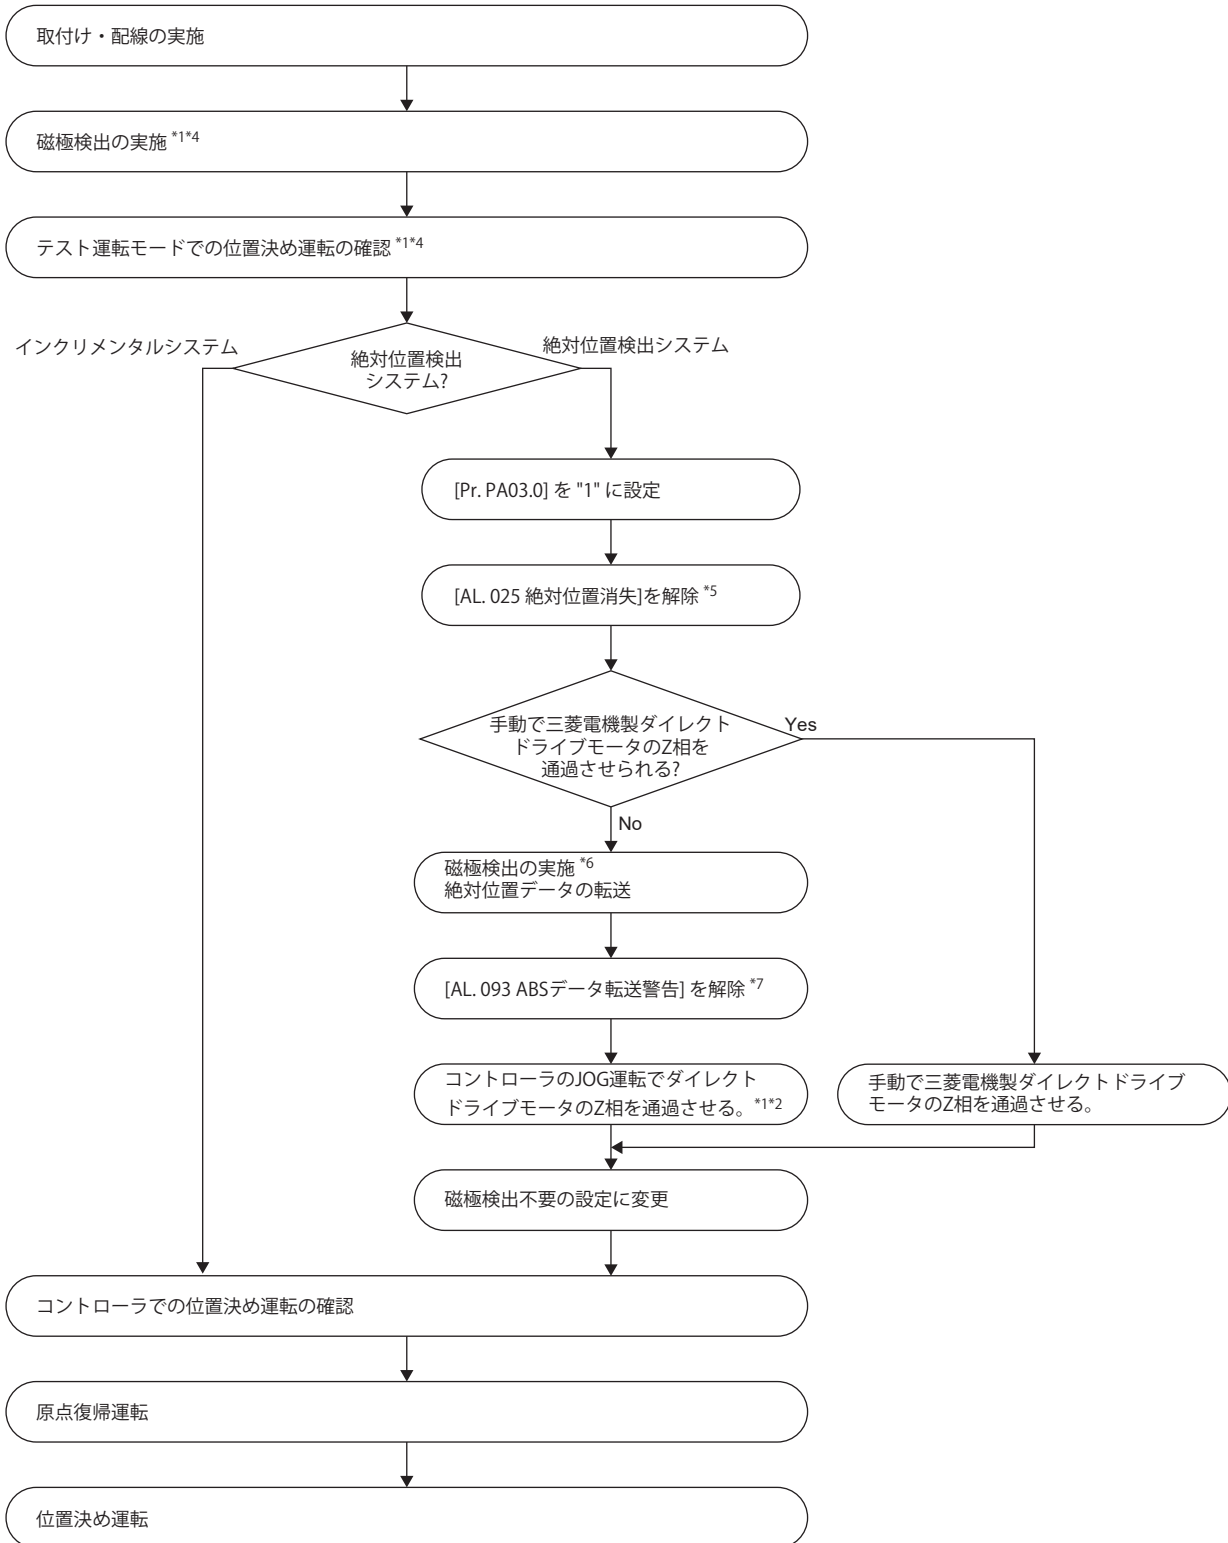 取付け・配線の実施
磁極検出の実施 *1*4
テスト運転モードでの位置決め運転の確認 *1*4
インクリメンタルシステム
絶対位置検出
システム?
絶対位置検出システム
[Pr. PA03.0] を "1" に設定
[AL. 025 絶対位置消失]を解除 *5
手動で三菱電機製ダイレクト
ドライブモータのZ相を
通過させられる?
Yes
No
磁極検出の実施 *6
絶対位置データの転送
[AL. 093 ABSデータ転送警告] を解除 *7
コントローラのJOG運転でダイレクト
ドライブモータのZ相を通過させる。*1*2
手動で三菱電機製ダイレクトドライブ
モータのZ相を通過させる。
磁極検出不要の設定に変更
コントローラでの位置決め運転の確認
原点復帰運転
位置決め運転